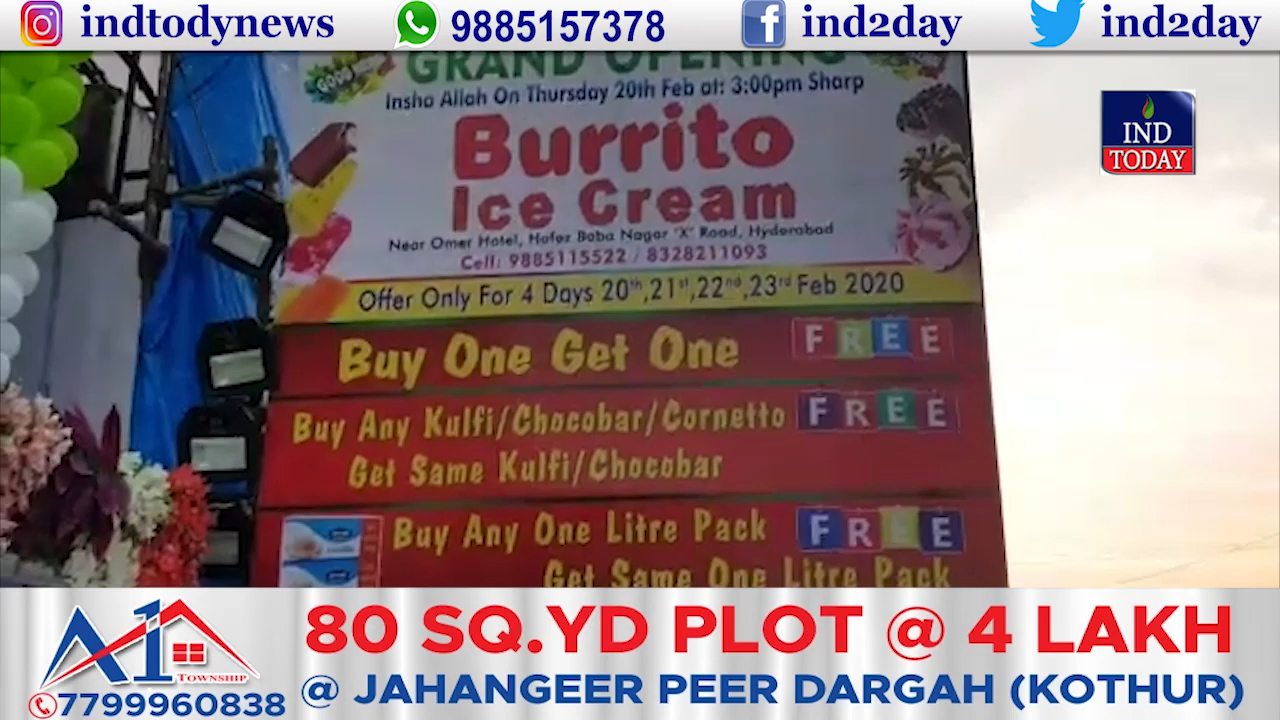 indtodynews 9885157378 ind2day ind2day
GRAND OPENING
Insha Allah On Thursday 20th Feb at: 3:00pm Sharp
IND
TODAY
Burrito
Ice Cream
Near Omer Hotel, Hafez Baba Nagar "X" Road, Hyderabad
Cell: 9885115522 / 8328211093
Offer Only For 4 Days 20th,21st,22nd,23rd Feb 2020
Buy One Get One FREE
Buy Any Kulfi/Chocobar/Cornetto FREE
Get Same Kulfi/Chocobar
Buy Any One Litre Pack FREE
Get Same One Litre Pack
A1 TOWNSHIP
7799960838
80 SQ.YD PLOT @ 4 LAKH
@ JAHANGEER PEER DARGAH (KOTHUR)